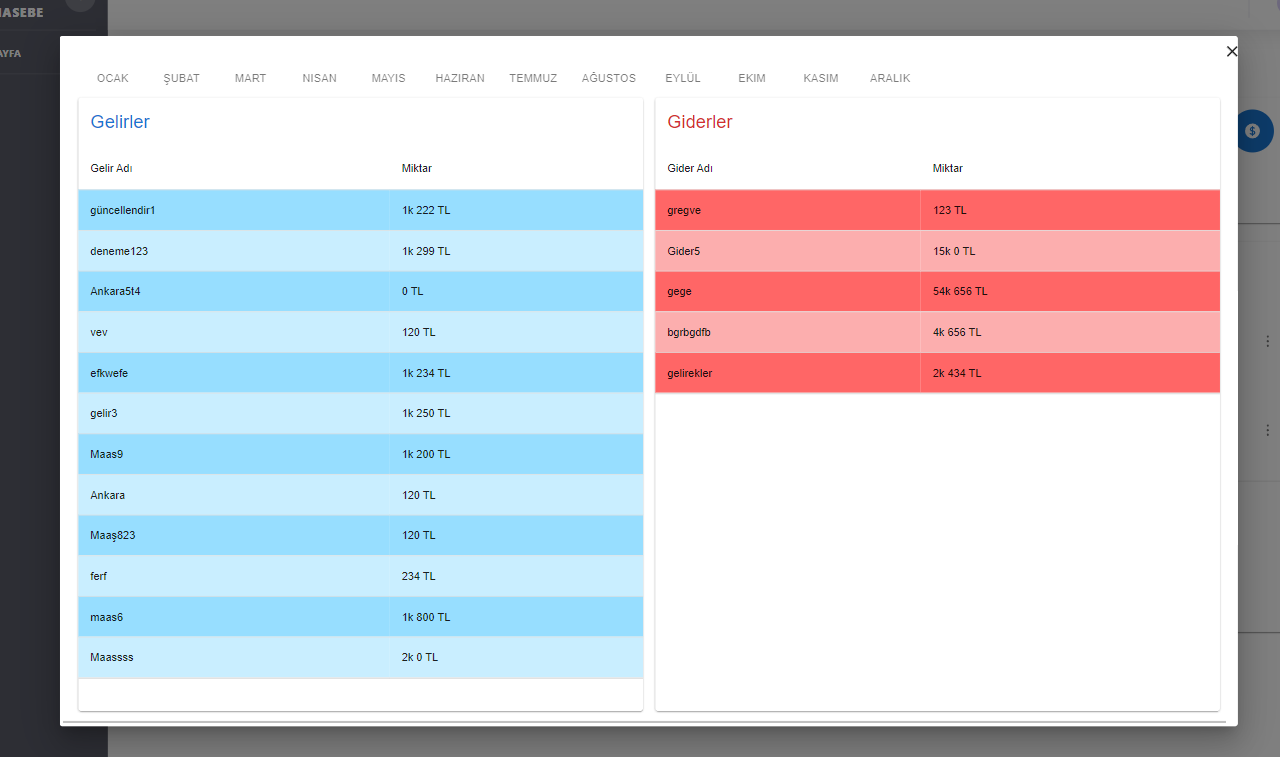 ASEBE
AYFA
OCAK ŞUBAT MART NISAN MAYIS HAZIRAN TEMMUZ AĞUSTOS EYLÜL EKIM KASIM ARALIK
Gelirler
Gelir Adı Miktar
güncellendir1 1k 222 TL
deneme123 1k 299 TL
Ankara5t4 0 TL
vev 120 TL
efkwefe 1k 234 TL
gelir3 1k 250 TL
Maas9 1k 200 TL
Ankara 120 TL
Maaş823 120 TL
ferf 234 TL
maas6 1k 800 TL
Maassss 2k 0 TL
Giderler
Gider Adı Miktar
gregve 123 TL
Gider5 15k 0 TL
gege 54k 656 TL
bgrbgdfb 4k 656 TL
gelirekler 2k 434 TL